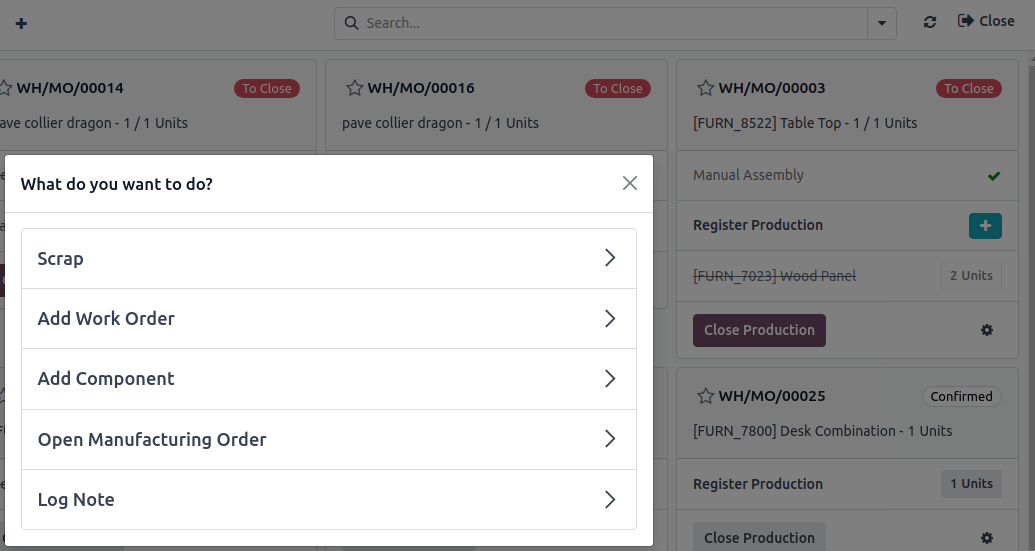 Search...
Close
WH/MO/00014
To Close
ave collier dragon - 1 / 1 Units
WH/MO/00016
To Close
pave collier dragon - 1 / 1 Units
WH/MO/00003
To Close
[FURN_8522] Table Top - 1 / 1 Units
Manual Assembly
Register Production
[FURN_7023] Wood Panel
2 Units
Close Production
WH/MO/00025
Confirmed
[FURN_7800] Desk Combination - 1 Units
Register Production
1 Units
Close Production
What do you want to do?
Scrap
Add Work Order
Add Component
Open Manufacturing Order
Log Note